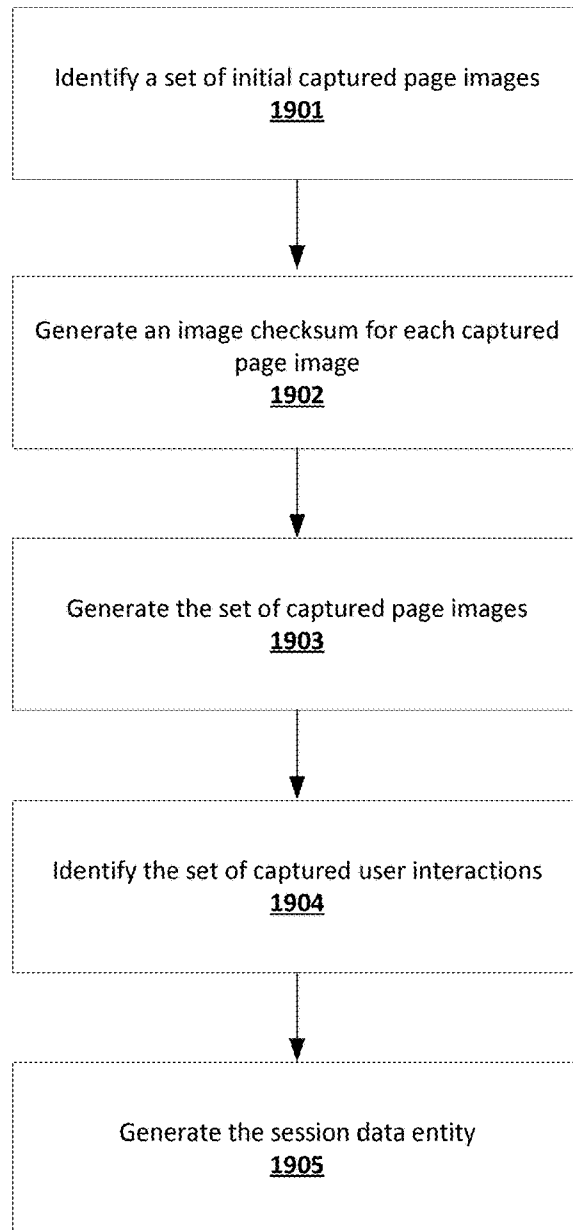 Identify a set of initial captured page images
1901
Generate an image checksum for each captured
page image
1902
Generate the set of captured page images
1903
Identify the set of captured user interactions
1904
Generate the session data entity
1905